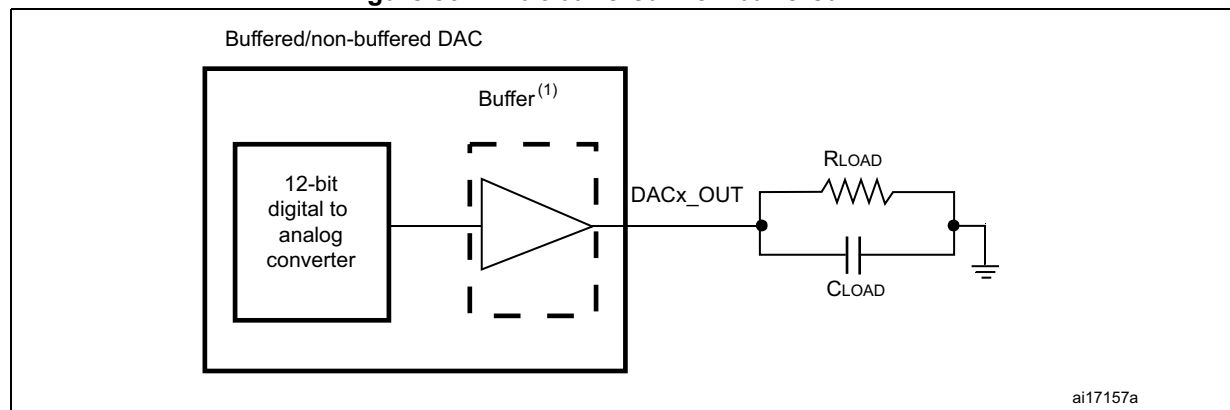 Buffered/non-buffered DAC
Buffer(1)
12-bit
digital to
analog
converter
DACx_OUT
RLOAD
CLOAD
ai17157a